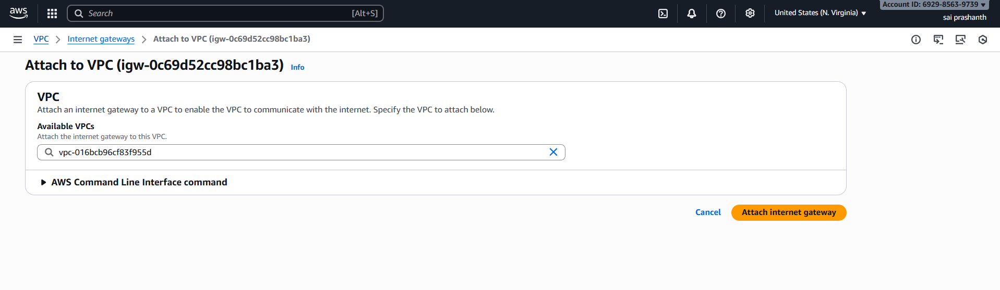 aws
Search [Alt+S]
United States (N. Virginia)
Account ID: 6929-8563-9739
sai prashanth
VPC > Internet gateways > Attach to VPC (igw-0c69d52cc98bc1ba3)
Attach to VPC (igw-0c69d52cc98bc1ba3) Info
VPC
Attach an internet gateway to a VPC to enable the VPC to communicate with the internet. Specify the VPC to attach below.
Available VPCs
Attach the internet gateway to this VPC.
vpc-016bcb96cf83f955d
AWS Command Line Interface command
Cancel Attach internet gateway